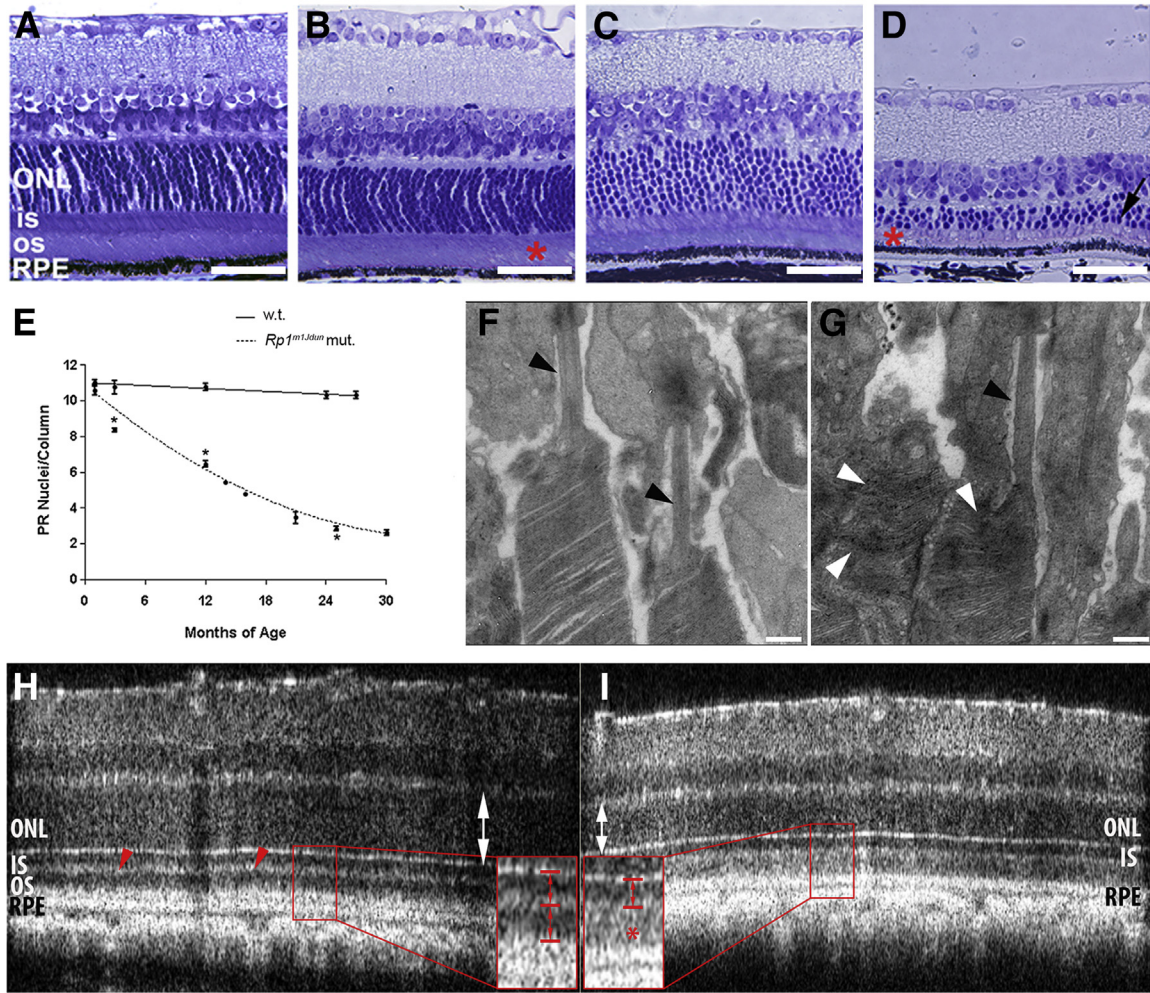 A B C D
ONL
IS
OS
RPE
*
*
E
w.t.
Rp1m1Jdun mut.
12
10
8
6
4
2
0
PR Nuclei/Column
*
*
*
0 6 12 18 24 30
Months of Age
F G
H I
ONL
IS
OS
RPE
*
ONL
IS
RPE